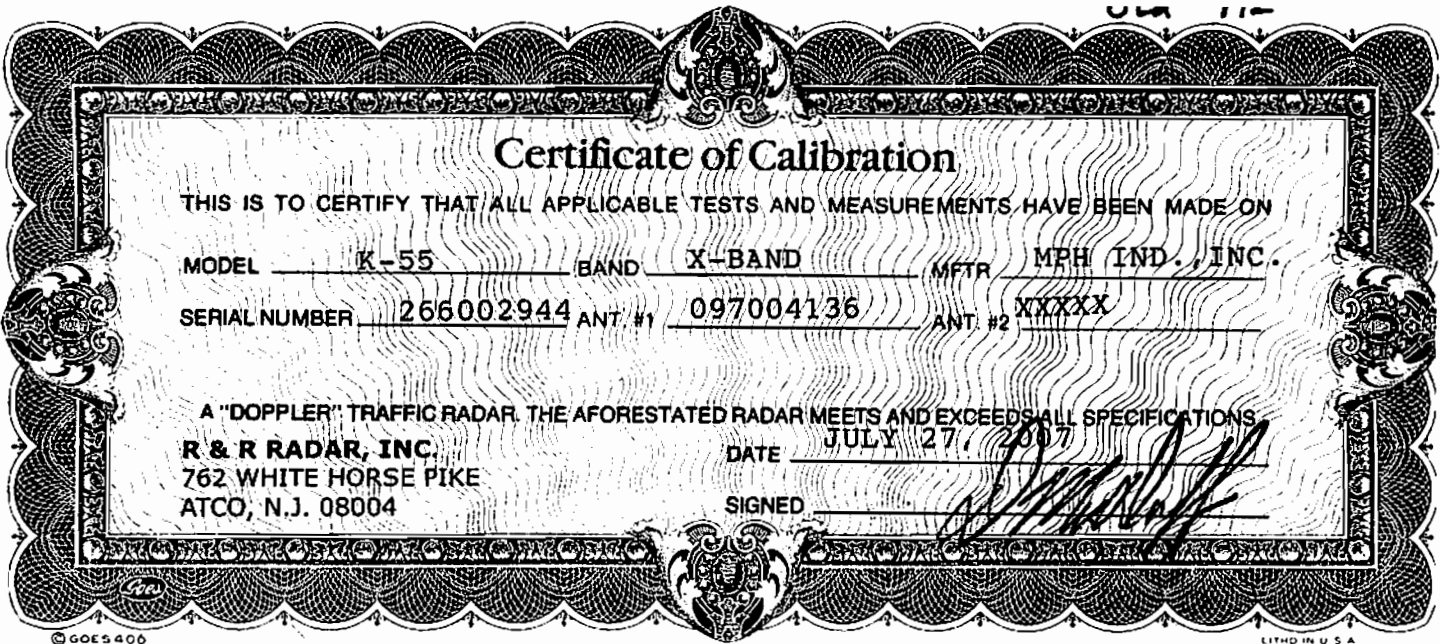 Certificate of Calibration
THIS IS TO CERTIFY THAT ALL APPLICABLE TESTS AND MEASUREMENTS HAVE BEEN MADE ON
MODEL K-55 BAND X-BAND MFTR MPH IND., INC.
SERIAL NUMBER 266002944 ANT #1 097004136 ANT #2 XXXXX
A "DOPPLER" TRAFFIC RADAR. THE AFORESTATED RADAR MEETS AND EXCEEDS ALL SPECIFICATIONS
R & R RADAR, INC.
762 WHITE HORSE PIKE
ATCO, N.J. 08004
DATE JULY 27, 2007
SIGNED
Goes
© GOES 406
LITHO IN U S A